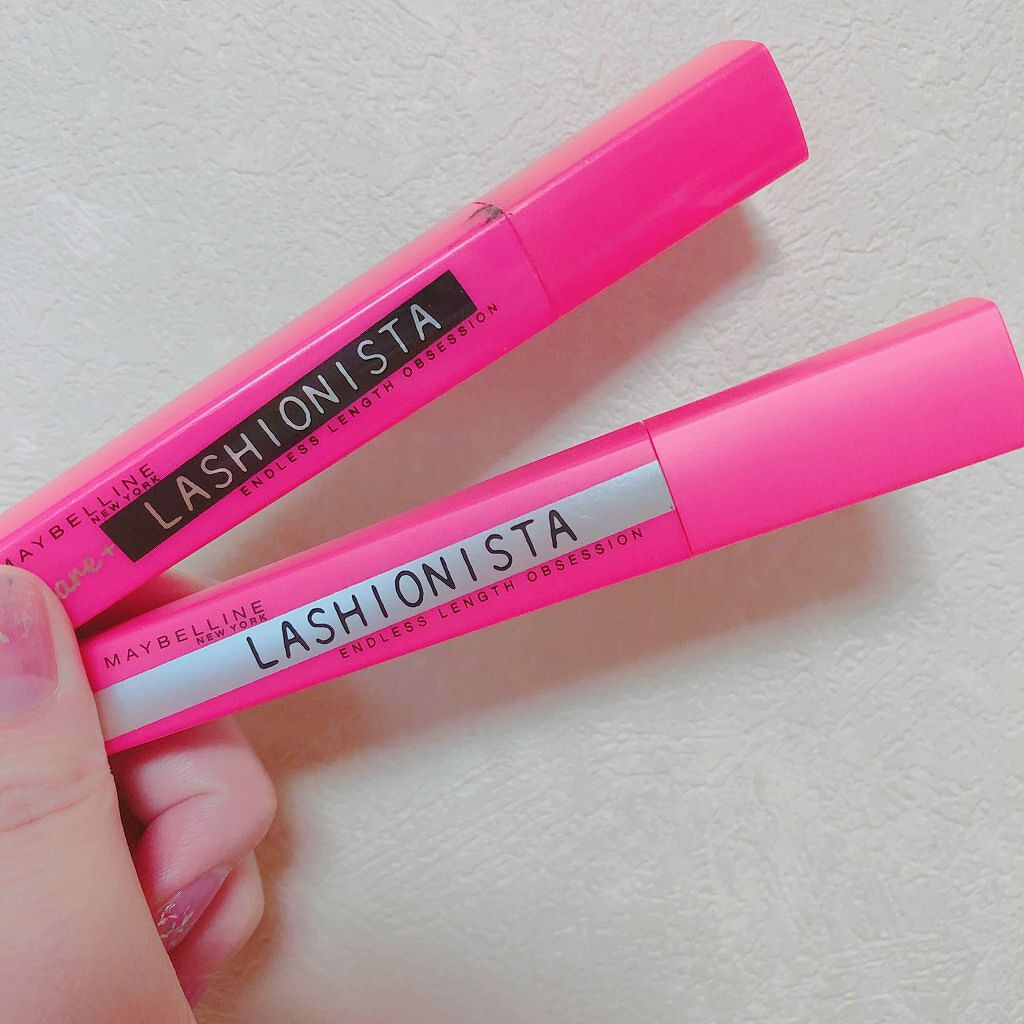 MAYBELLINE
NEW YORK
LASHIONISTA
ENDLESS LENGTH OBSESSION
MAYBELLINE
NEW YORK
LASHIONISTA
ENDLESS LENGTH OBSESSION